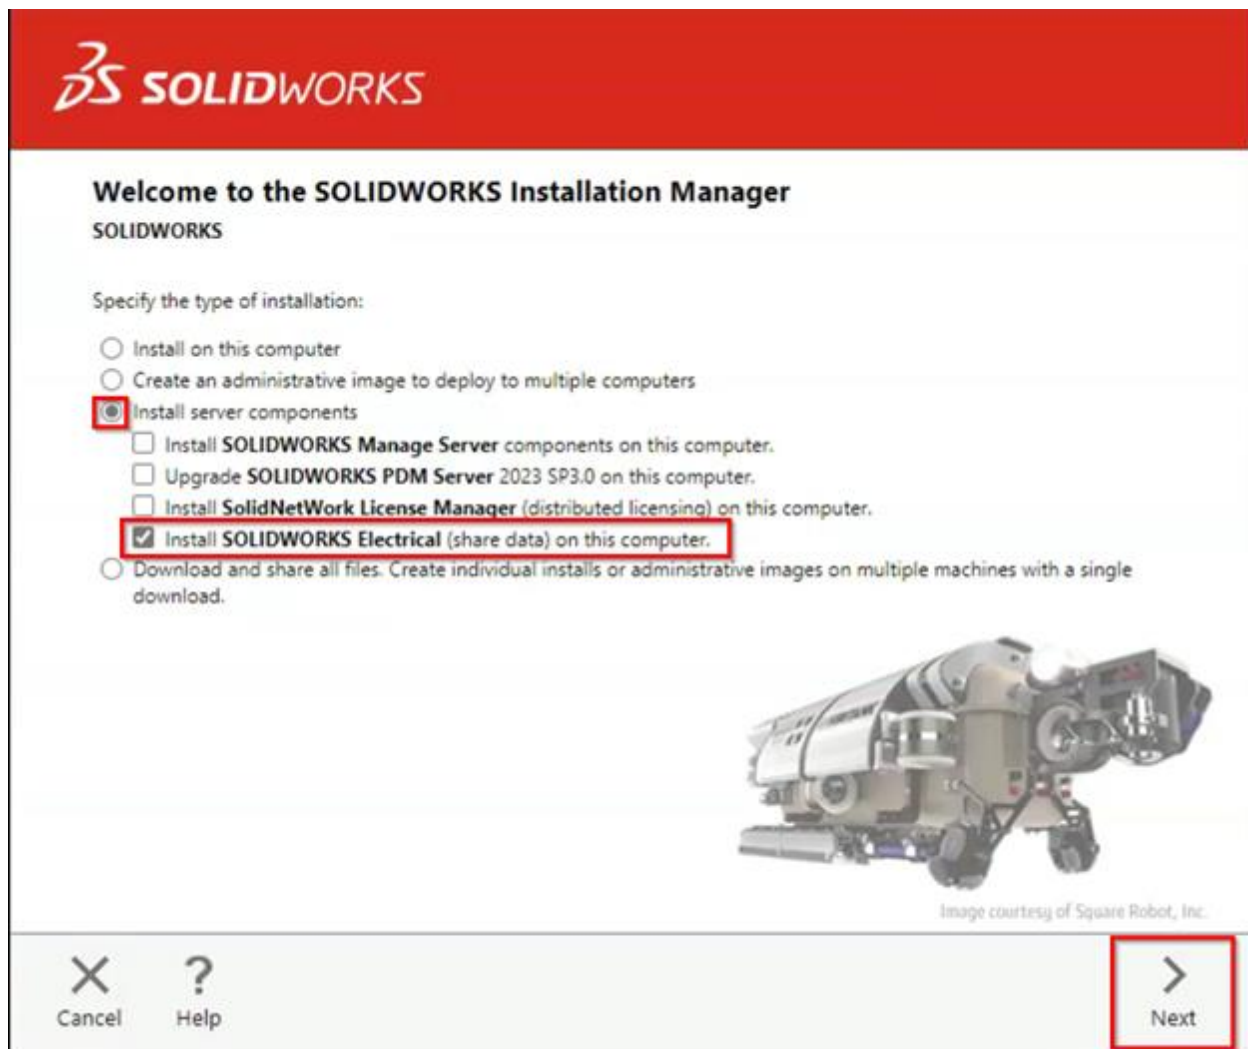 SOLIDWORKS
Welcome to the SOLIDWORKS Installation Manager
SOLIDWORKS
Specify the type of installation:
Install on this computer
Create an administrative image to deploy to multiple computers
Install server components
Install SOLIDWORKS Manage Server components on this computer.
Upgrade SOLIDWORKS PDM Server 2023 SP3.0 on this computer.
Install SolidNetWork License Manager (distributed licensing) on this computer.
Install SOLIDWORKS Electrical (share data) on this computer.
Download and share all files. Create individual installs or administrative images on multiple machines with a single
download.
Image courtesy of Square Robot, Inc.
Cancel
Help
Next